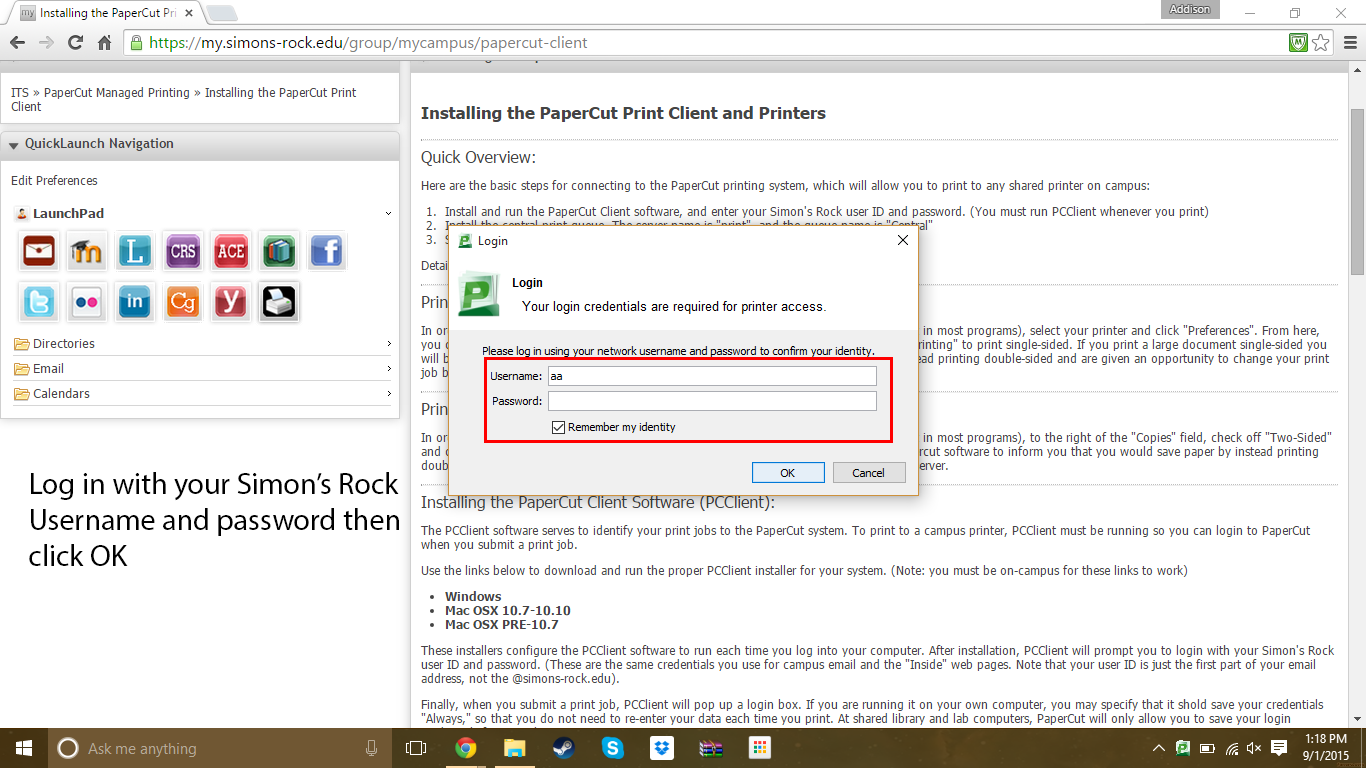 Installing the PaperCut Pri
Addison
https://my.simons-rock.edu/group/mycampus/papercut-client
ITS » PaperCut Managed Printing » Installing the PaperCut Print
Client
QuickLaunch Navigation
Edit Preferences
LaunchPad
CRS
ACE
Directories
Email
Calendars
Log in with your Simon's Rock
Username and password then
click OK
Installing the PaperCut Print Client and Printers
Quick Overview:
Here are the basic steps for connecting to the PaperCut printing system, which will allow you to print to any shared printer on campus:
1. Install and run the PaperCut Client software, and enter your Simon's Rock user ID and password. (You must run PCClient whenever you print)
2. Install the central print queue. The server name is "print", and the queue name is "Central"
3. S
Detai
Login
Login
Your login credentials are required for printer access.
Please log in using your network username and password to confirm your identity.
Username: aa
Password:
Remember my identity
OK Cancel
Prin
In or in most programs), select your printer and click "Preferences". From here,
you c rinting" to print single-sided. If you print a large document single-sided you
will b ead printing double-sided and are given an opportunity to change your print
job b
Prin
In or in most programs), to the right of the "Copies" field, check off "Two-Sided"
and c rcut software to inform you that you would save paper by instead printing
doub erver.
Installing the PaperCut Client Software (PCClient):
The PCClient software serves to identify your print jobs to the PaperCut system. To print to a campus printer, PCClient must be running so you can login to PaperCut
when you submit a print job.
Use the links below to download and run the proper PCClient installer for your system. (Note: you must be on-campus for these links to work)
• Windows
• Mac OSX 10.7-10.10
• Mac OSX PRE-10.7
These installers configure the PCClient software to run each time you log into your computer. After installation, PCClient will prompt you to login with your Simon's Rock
user ID and password. (These are the same credentials you use for campus email and the "Inside" web pages. Note that your user ID is just the first part of your email
address, not the @simons-rock.edu).
Finally, when you submit a print job, PCClient will pop up a login box. If you are running it on your own computer, you may specify that it shold save your credentials
"Always," so that you do not need to re-enter your data each time you print. At shared library and lab computers, PaperCut will only allow you to save your login
Ask me anything
1:18 PM
9/1/2015